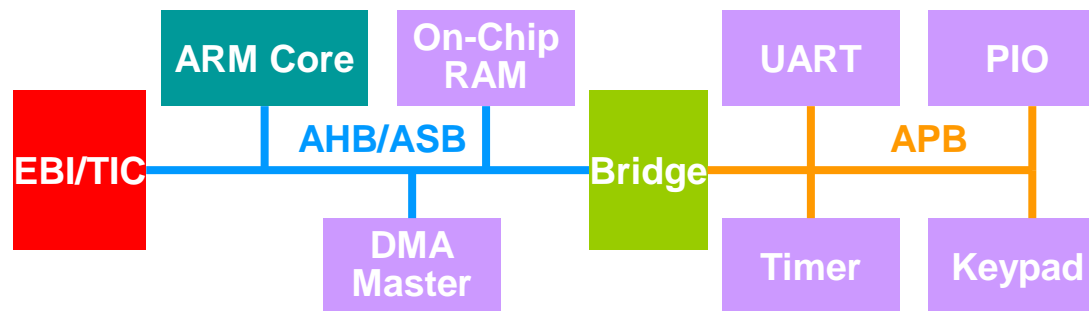 ARM Core
On-Chip
RAM
UART
PIO
AHB/ASB
APB
EBI/TIC
Bridge
DMA
Master
Timer
Keypad